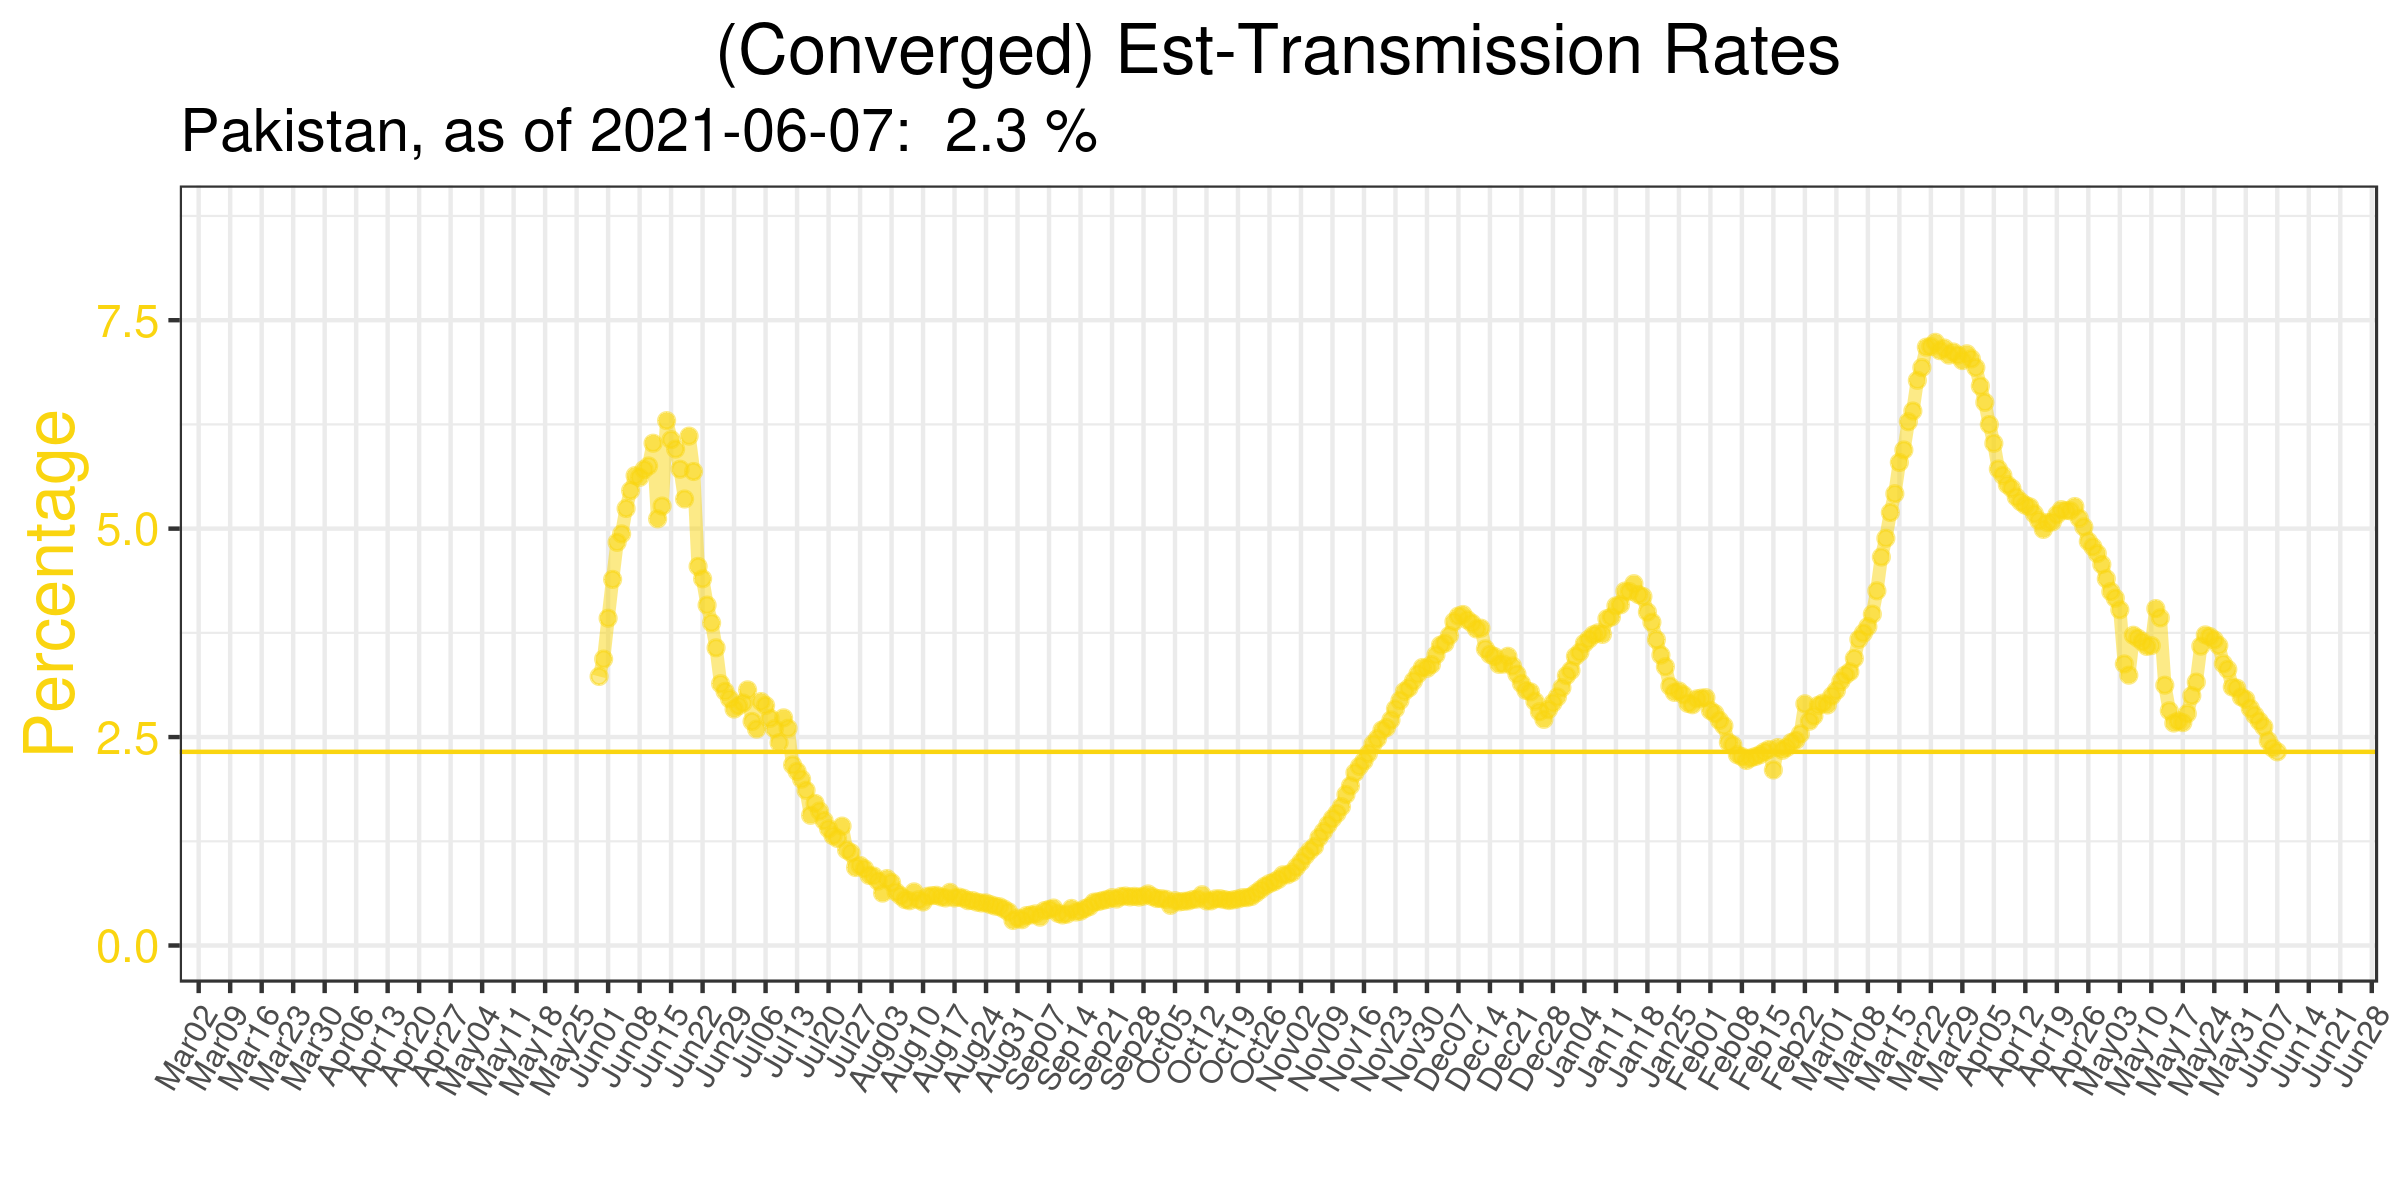 (Converged) Est-Transmission Rates
Pakistan, as of 2021-06-07: 2.3 %
Percentage
7.5
5.0
2.5
0.0
Mar02
Mar09
Mar16
Mar23
Mar30
Apr06
Apr13
Apr20
Apr27
May04
May11
May18
May25
Jun01
Jun08
Jun15
Jun22
Jun29
Jul06
Jul13
Jul20
Jul27
Aug03
Aug10
Aug17
Aug24
Aug31
Sep07
Sep14
Sep21
Sep28
Oct05
Oct12
Oct19
Oct26
Nov02
Nov09
Nov16
Nov23
Nov30
Dec07
Dec14
Dec21
Dec28
Jan04
Jan11
Jan18
Jan25
Feb01
Feb08
Feb15
Feb22
Mar01
Mar08
Mar15
Mar22
Mar29
Apr05
Apr12
Apr19
Apr26
May03
May10
May17
May24
May31
Jun07
Jun14
Jun21
Jun28